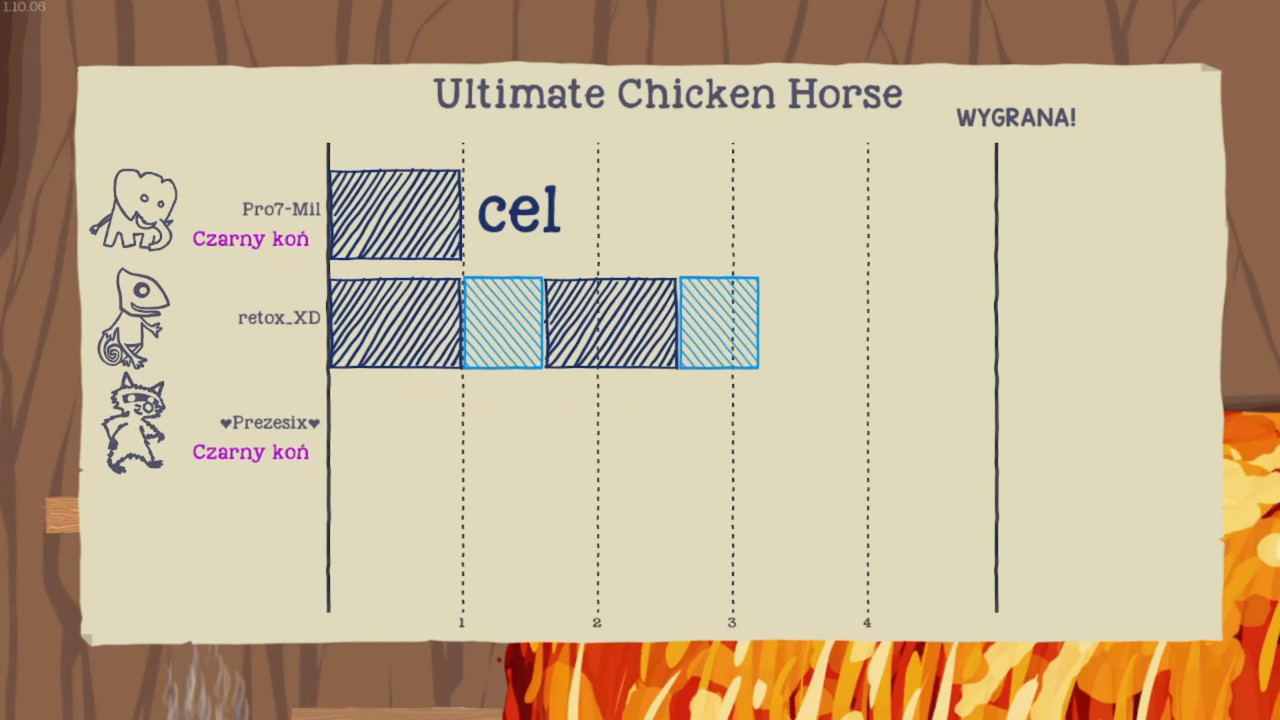 1.10.06
Ultimate Chicken Horse
WYGRANA!
Pro7-Mil
cel
Czarny koń
retox_XD
♥Prezesix♥
Czarny koń
1 2 3 4